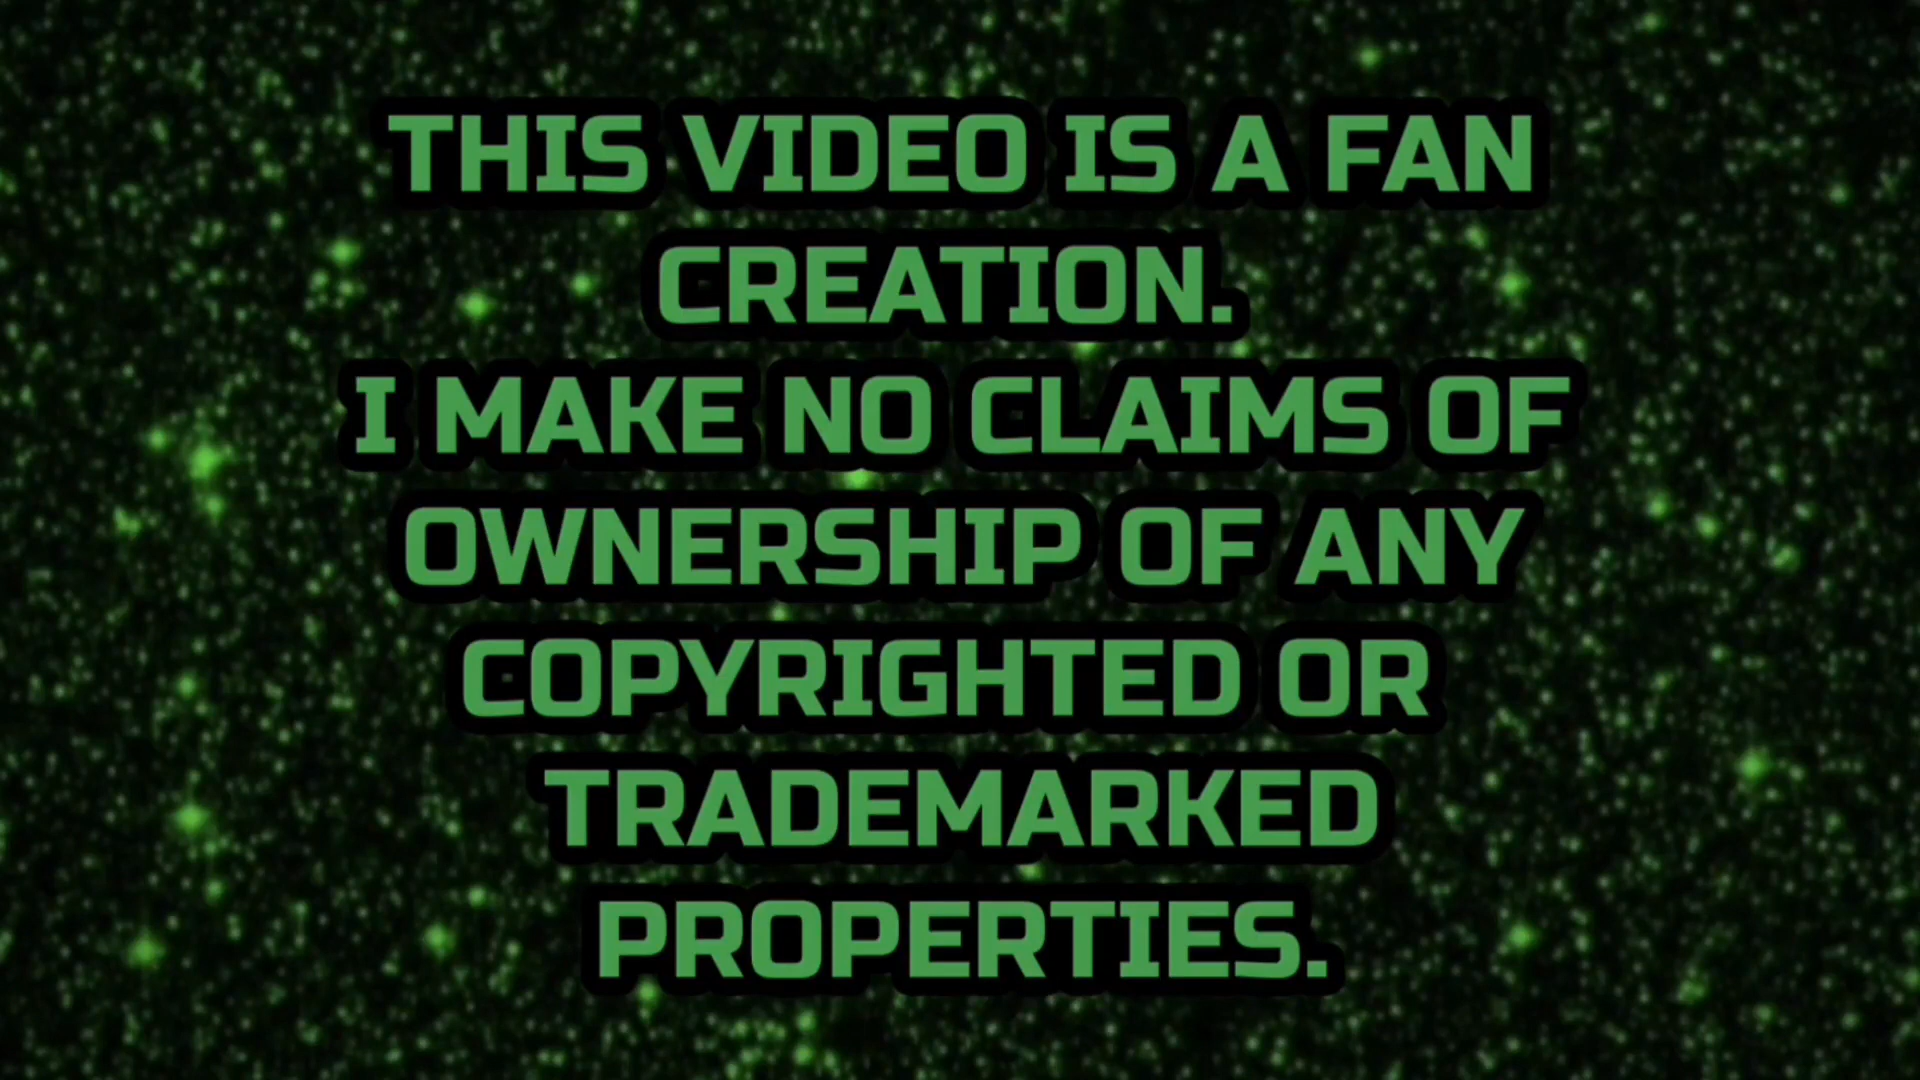 THIS VIDEO IS A FAN
CREATION.
I MAKE NO CLAIMS OF
OWNERSHIP OF ANY
COPYRIGHTED OR
TRADEMARKED
PROPERTIES.